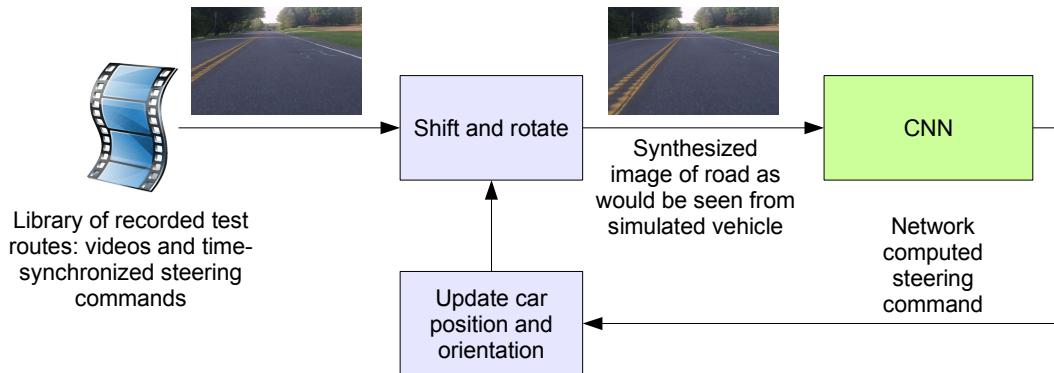 Shift and rotate
CNN
Synthesized
image of road as
would be seen from
simulated vehicle
Library of recorded test
routes: videos and time-
synchronized steering
commands
Network
computed
steering
command
Update car
position and
orientation